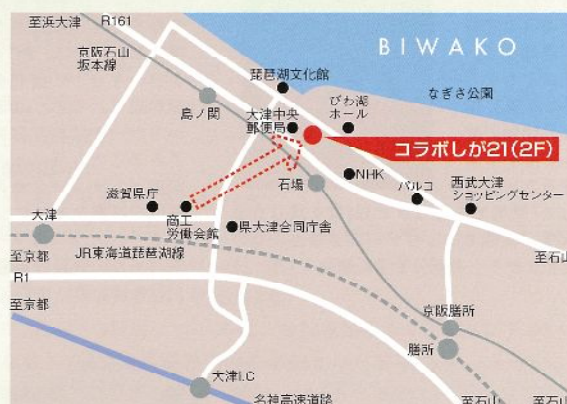 至浜大津
R161
BIWAKO
京阪石山
坂本線
琵琶湖文化館
なぎさ公園
島ノ関
大津中央
郵便局
びわ湖
ホール
コラボしが21(2F)
石場
NHK
パルコ
西武大津
ショッピングセンター
滋賀県庁
商工
労働会館
県大津合同庁舎
大津
至京都
JR東海道琵琶湖線
至石山
R1
至京都
京阪膳所
膳所
大津I.C
名神高速道路
至石山
至石山